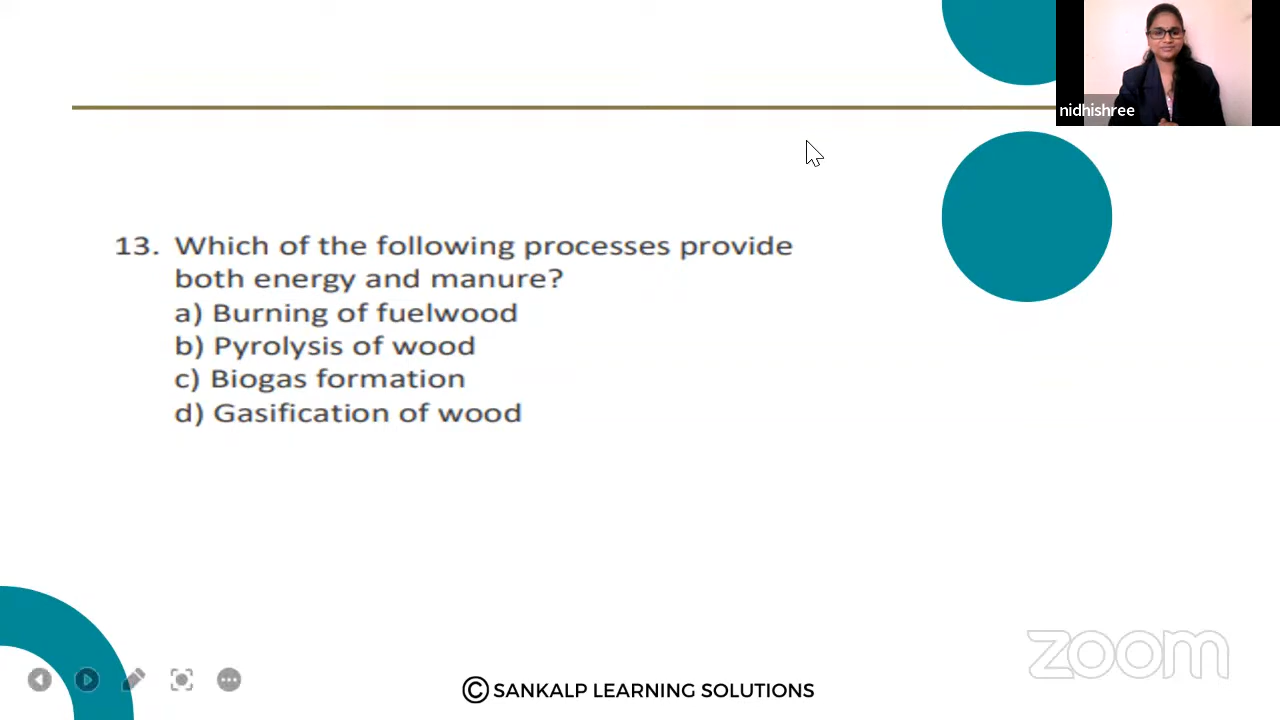 nidhishree
13. Which of the following processes provide
both energy and manure?
a) Burning of fuelwood
b) Pyrolysis of wood
c) Biogas formation
d) Gasification of wood
zoom
© SANKALP LEARNING SOLUTIONS